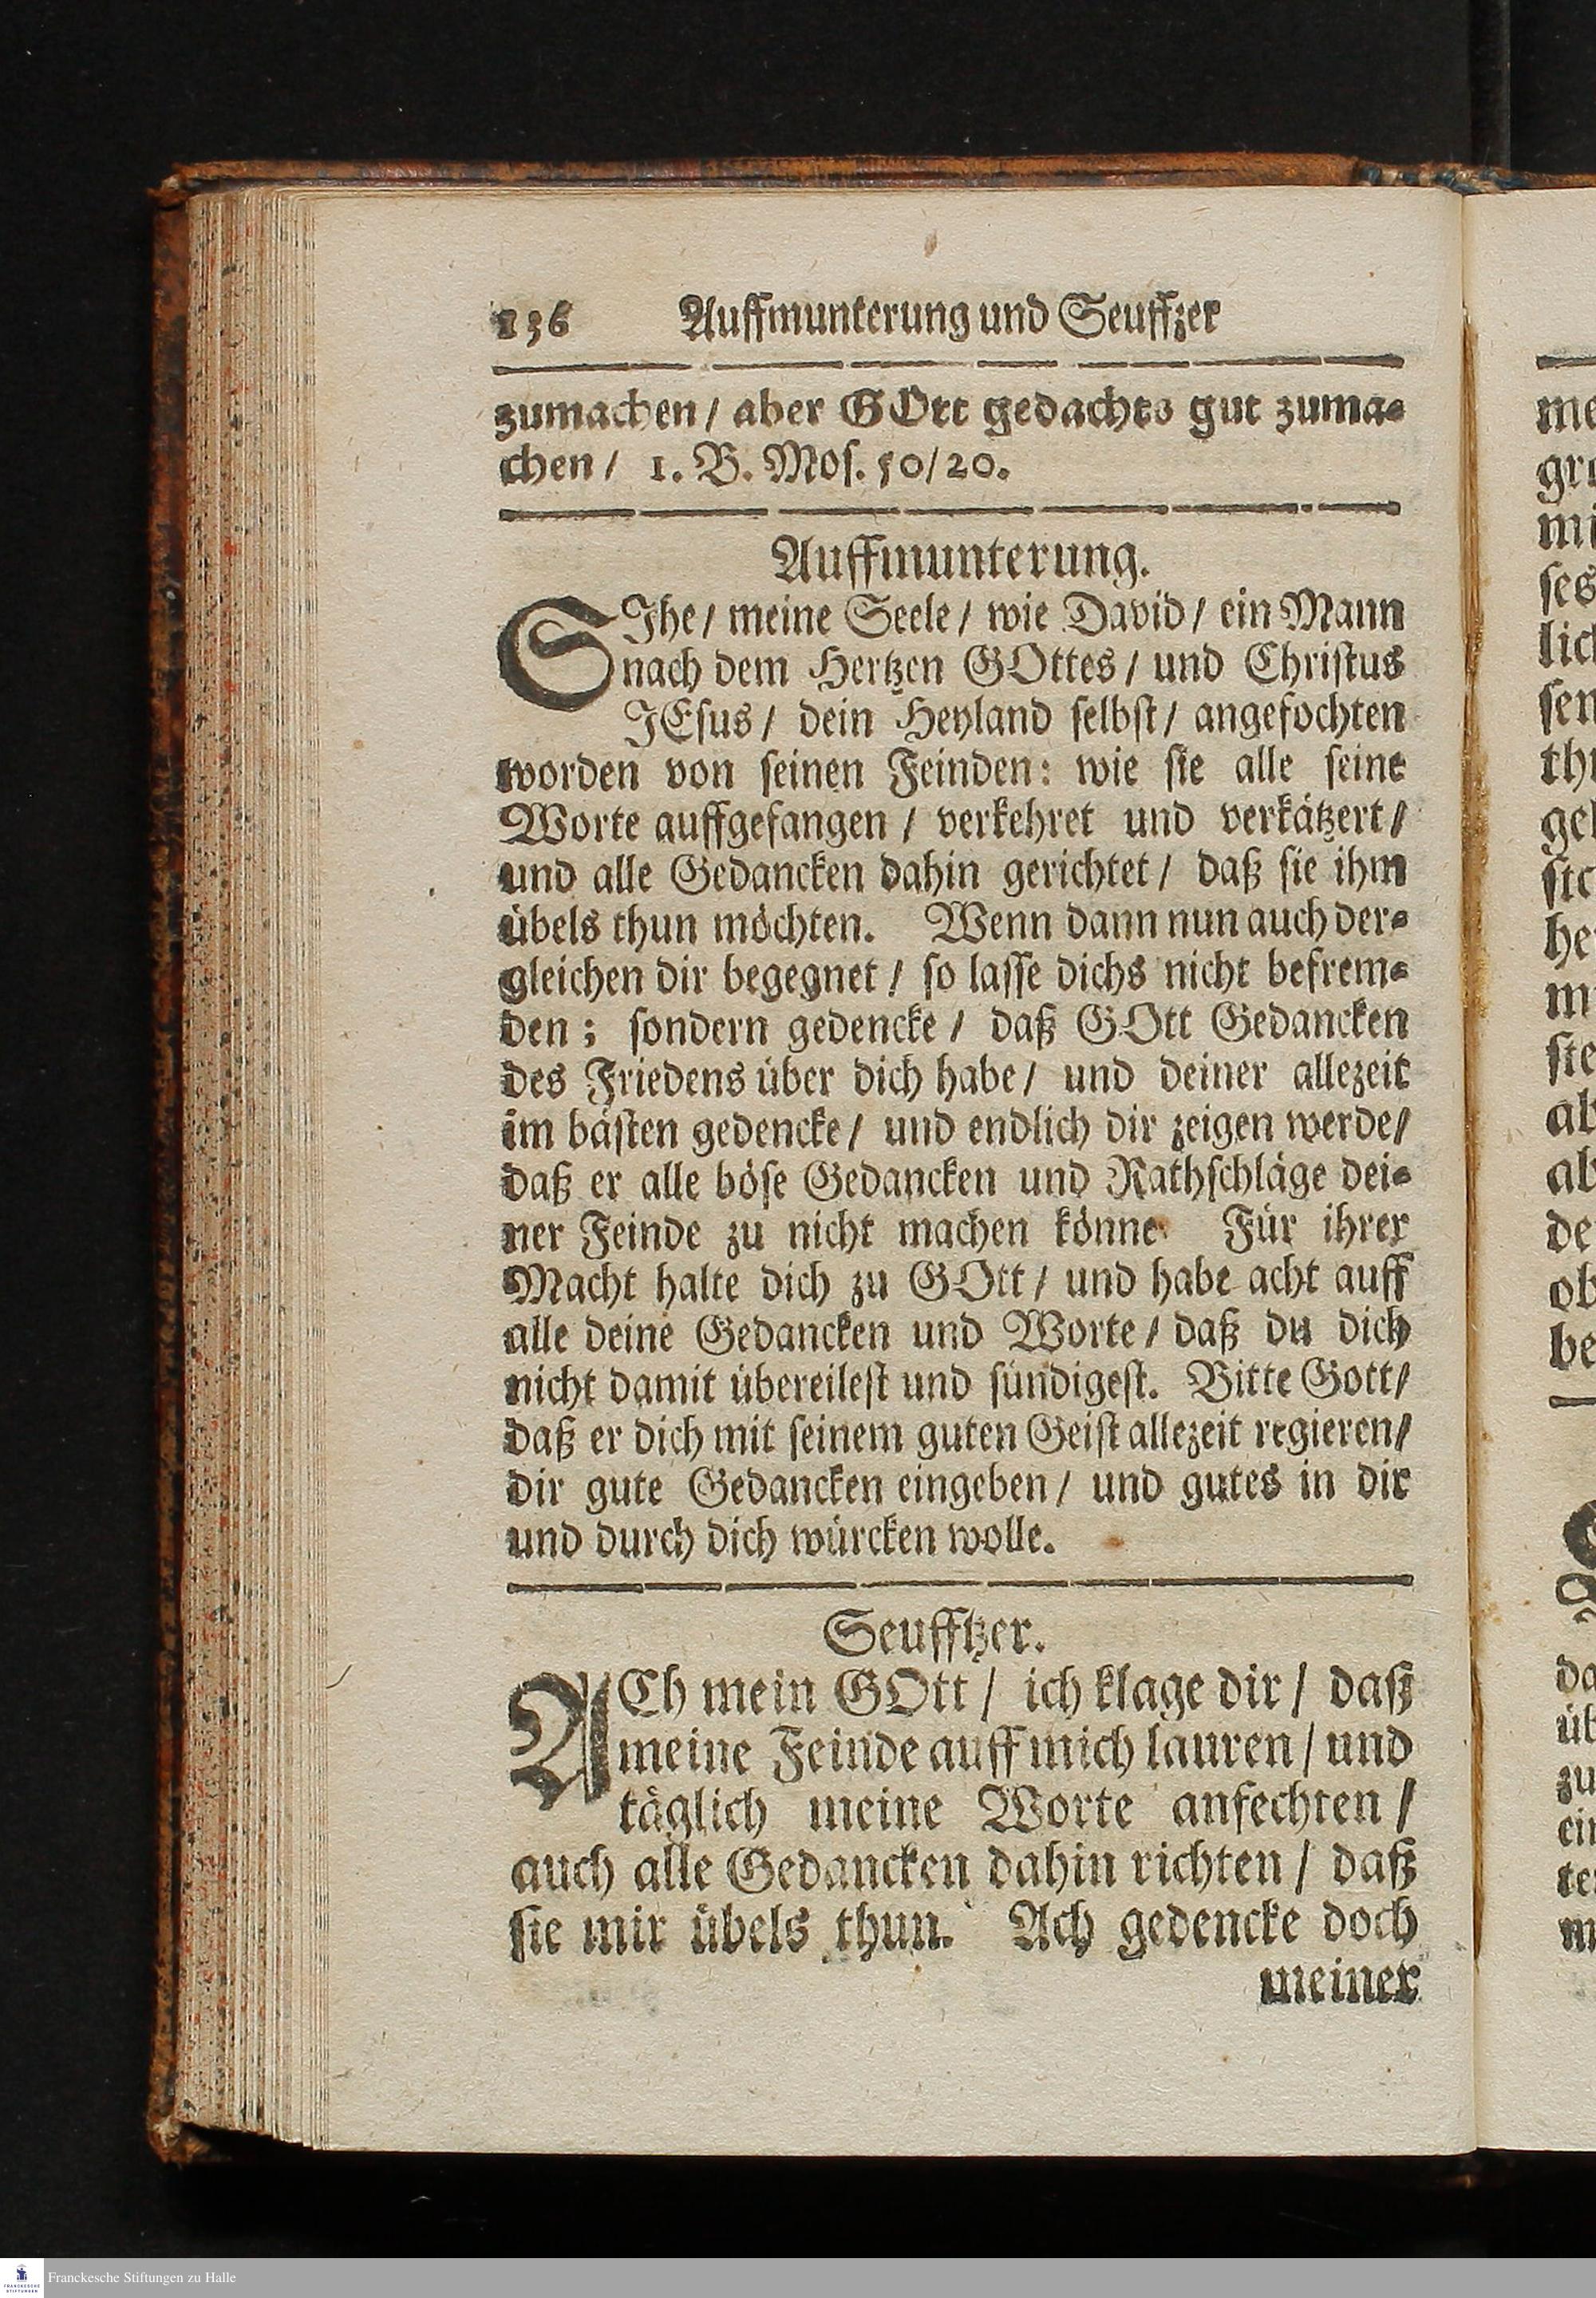 136 Auffmunterung und Seuffzer
zumachen / aber GOtt gedachts gut zuma-
chen / 1. B. Mos. 50/20.
Auffmunterung.
SIhe / meine Seele / wie David / ein Mann
nach dem Hertzen GOttes / und Christus
JEsus / dein Heyland selbst / angefochten
worden von seinen Feinden: wie sie alle seine
Worte auffgefangen / verkehret und verkätzert /
und alle Gedancken dahin gerichtet / daß sie ihm
übels thun möchten. Wenn dann nun auch der-
gleichen dir begegnet / so lasse dichs nicht befrem-
den; sondern gedencke / daß GOtt Gedancken
des Friedens über dich habe / und deiner allezeit
im bästen gedencke / und endlich dir zeigen werde /
daß er alle böse Gedancken und Rathschläge dei-
ner Feinde zu nicht machen könne. Für ihrer
Macht halte dich zu GOtt / und habe acht auff
alle deine Gedancken und Worte / daß du dich
nicht damit übereilest und sündigest. Bitte Gott /
daß er dich mit seinem guten Geist allezeit regieren /
dir gute Gedancken eingeben / und gutes in dir
und durch dich würcken wolle.
Seufftzer.
ACh mein GOtt / ich klage dir / daß
meine Feinde auff mich lauren / und
täglich meine Worte anfechten /
auch alle Gedancken dahin richten / daß
sie mir übels thun. Ach gedencke doch
meiner
Franckesche Stiftungen zu Halle